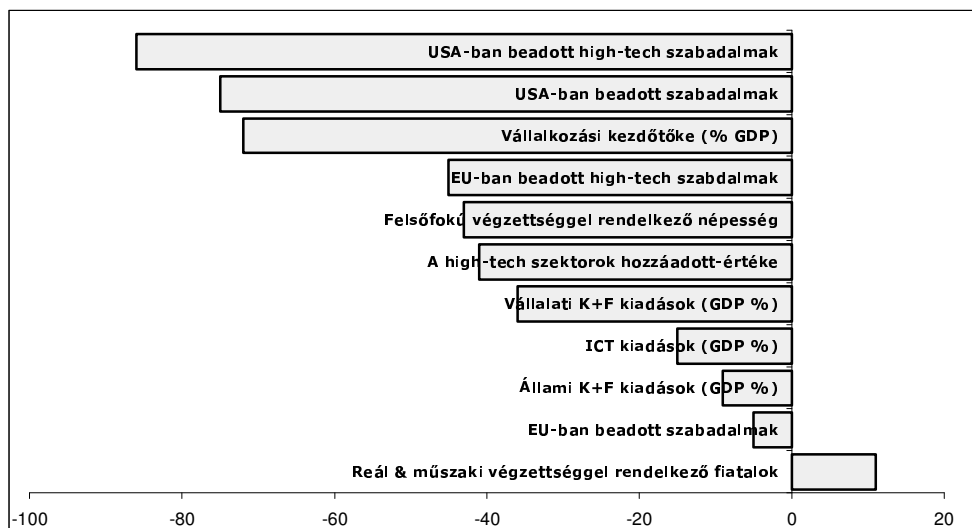 USA-ban beadott high-tech szabadalmak
USA-ban beadott szabadalmak
Vállalkozási kezdőtőke (% GDP)
EU-ban beadott high-tech szabdalmak
Felsőfokú végzettséggel rendelkező népesség
A high-tech szektorok hozzáadott-értéke
Vállalati K+F kiadások (GDP %)
ICT kiadások (GDP %)
Állami K+F kiadások (GDP %)
EU-ban beadott szabadalmak
Reál & műszaki végzettséggel rendelkező fiatalok
-100 -80 -60 -40 -20 0 20